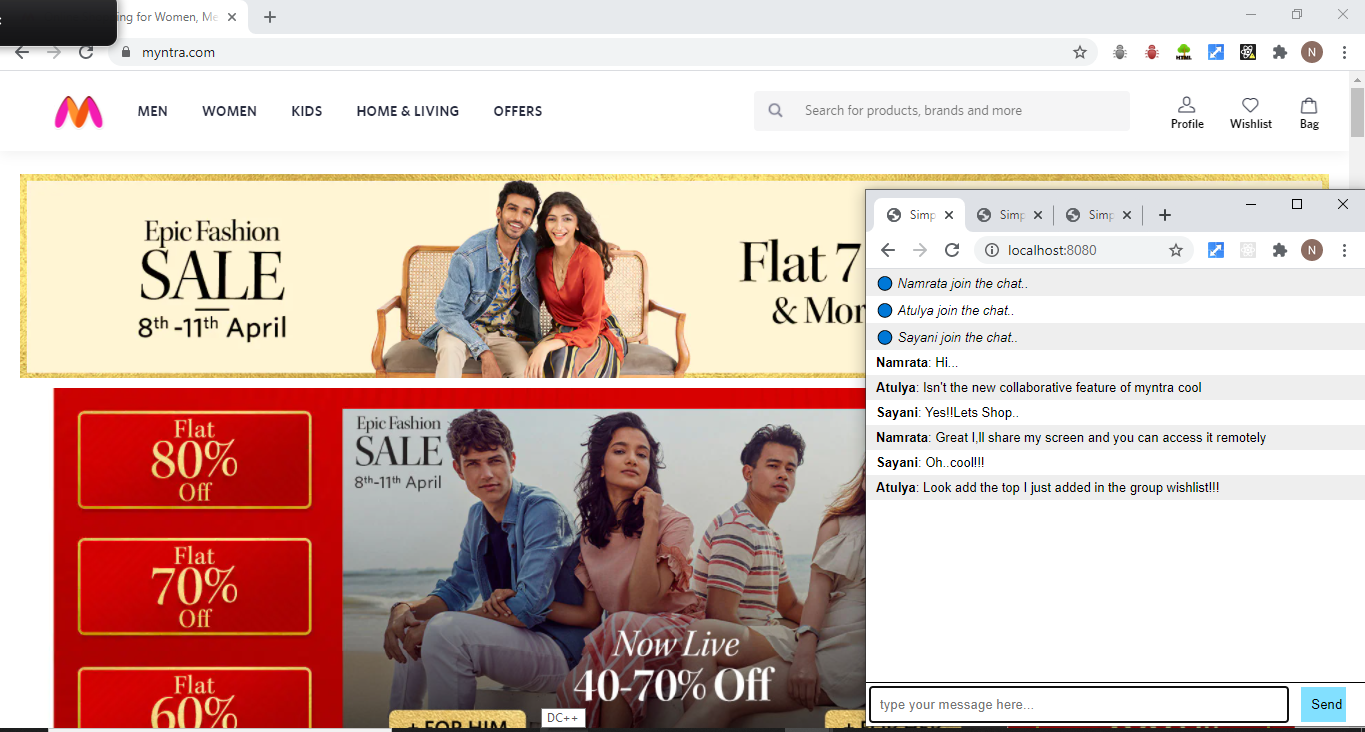 ing for Women, Me
myntra.com
N
MEN
WOMEN
KIDS
HOME & LIVING
OFFERS
Search for products, brands and more
Profile
Wishlist
Bag
Epic Fashion
SALE
8th -11th April
Flat 7
& Mor
Flat
80%
Off
Flat
70%
Off
Flat
60%
Epic Fashion
SALE
8th-11th April
Now Live
40-70% Off
+ FOR HIM
DC++
Simp
Simp
Simp
localhost:8080
N
Namrata join the chat..
Atulya join the chat..
Sayani join the chat..
Namrata: Hi...
Atulya: Isn't the new collaborative feature of myntra cool
Sayani: Yes!!Lets Shop..
Namrata: Great I,ll share my screen and you can access it remotely
Sayani: Oh..cool!!!
Atulya: Look add the top I just added in the group wishlist!!!
type your message here...
Send